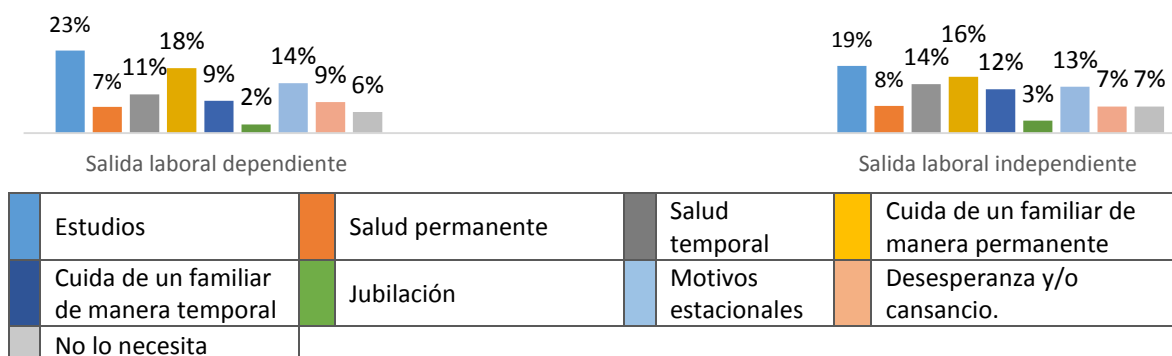 23% 7% 11% 18% 9% 2% 14% 9% 6%
Salida laboral dependiente
19% 8% 14% 16% 12% 3% 13% 7% 7%
Salida laboral independiente
Estudios
Salud permanente
Salud
temporal
Cuida de un familiar de
manera permanente
Cuida de un familiar
de manera temporal
Jubilación
Motivos
estacionales
Desesperanza y/o
cansancio.
No lo necesita